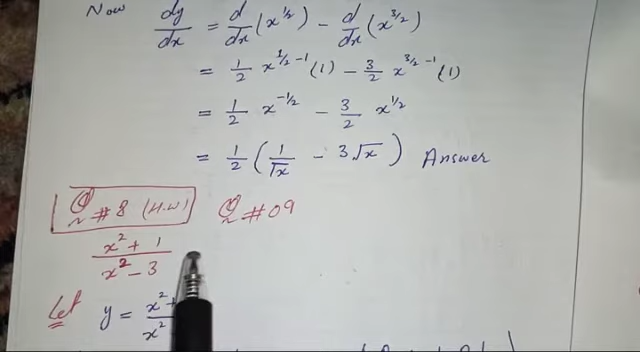 Now dy/dx = d/dx (x^1/2) - d/dx (x^3/2)
= 1/2 x^1/2-1 (1) - 3/2 x^3/2-1 (1)
= 1/2 x^-1/2 - 3/2 x^1/2
= 1/2 ( 1/√x - 3√x ) Answer
Q # 8 (H.W) Q # 09
x² + 1 / x² - 3
Let y = x² / x²